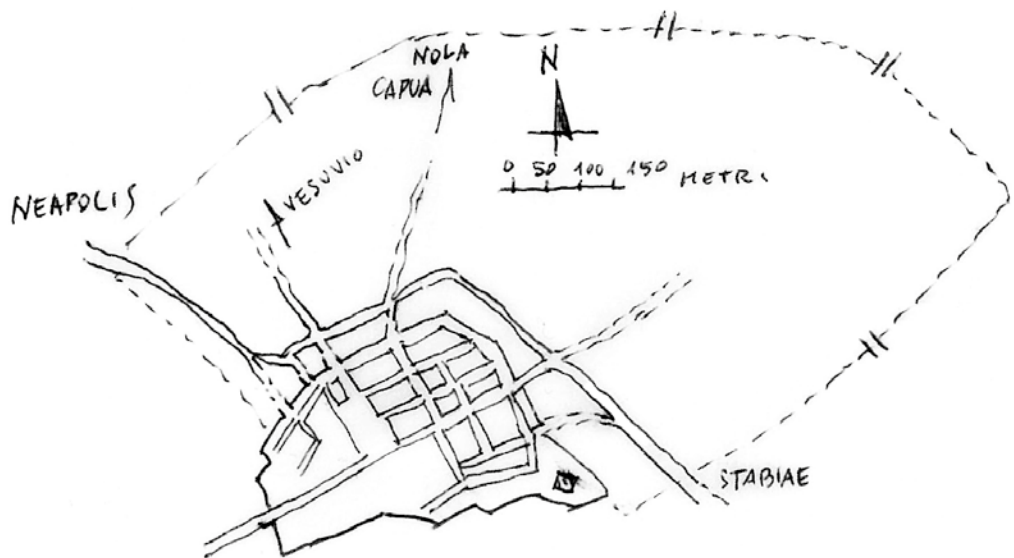 NOLA
CAPUA
N
VESUVIO
0 50 100 150 METRI
NEAPOLIS
STABIAE